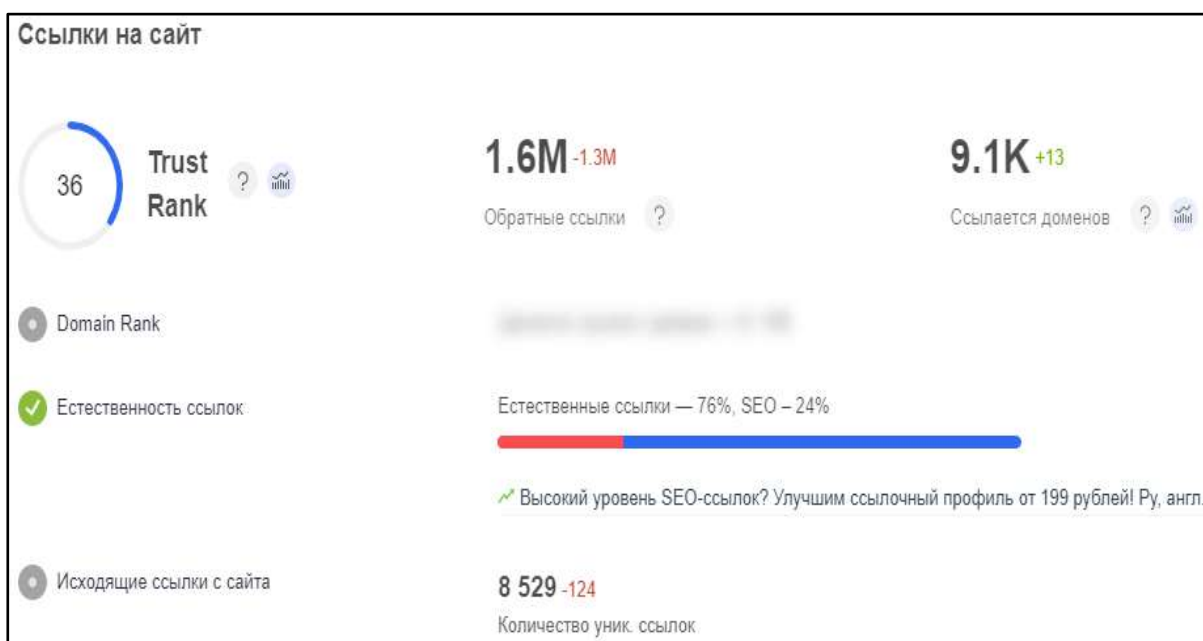 Ссылки на сайт
36
Trust
Rank
?
1.6M -1.3M
Обратные ссылки ?
9.1K +13
Ссылается доменов ?
Domain Rank
Естественность ссылок
Естественные ссылки — 76%, SEO – 24%
Высокий уровень SEO-ссылок? Улучшим ссылочный профиль от 199 рублей! Ру, англ.
Исходящие ссылки с сайта
8 529 -124
Количество уник. ссылок